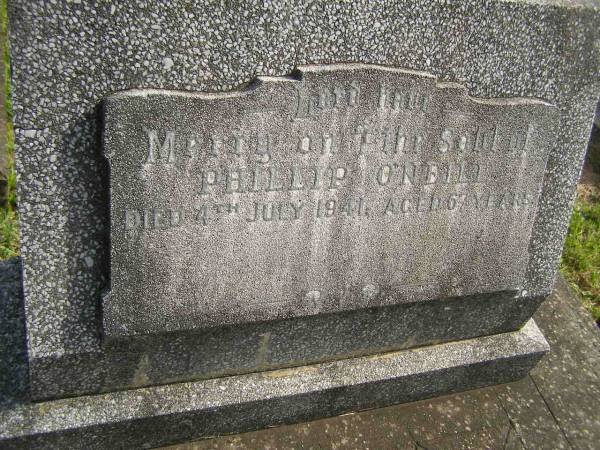 Lord have
Mercy on The Soul of
PHILLIP O'NEILL
DIED 4TH JULY 1941. AGED 67 YEARS